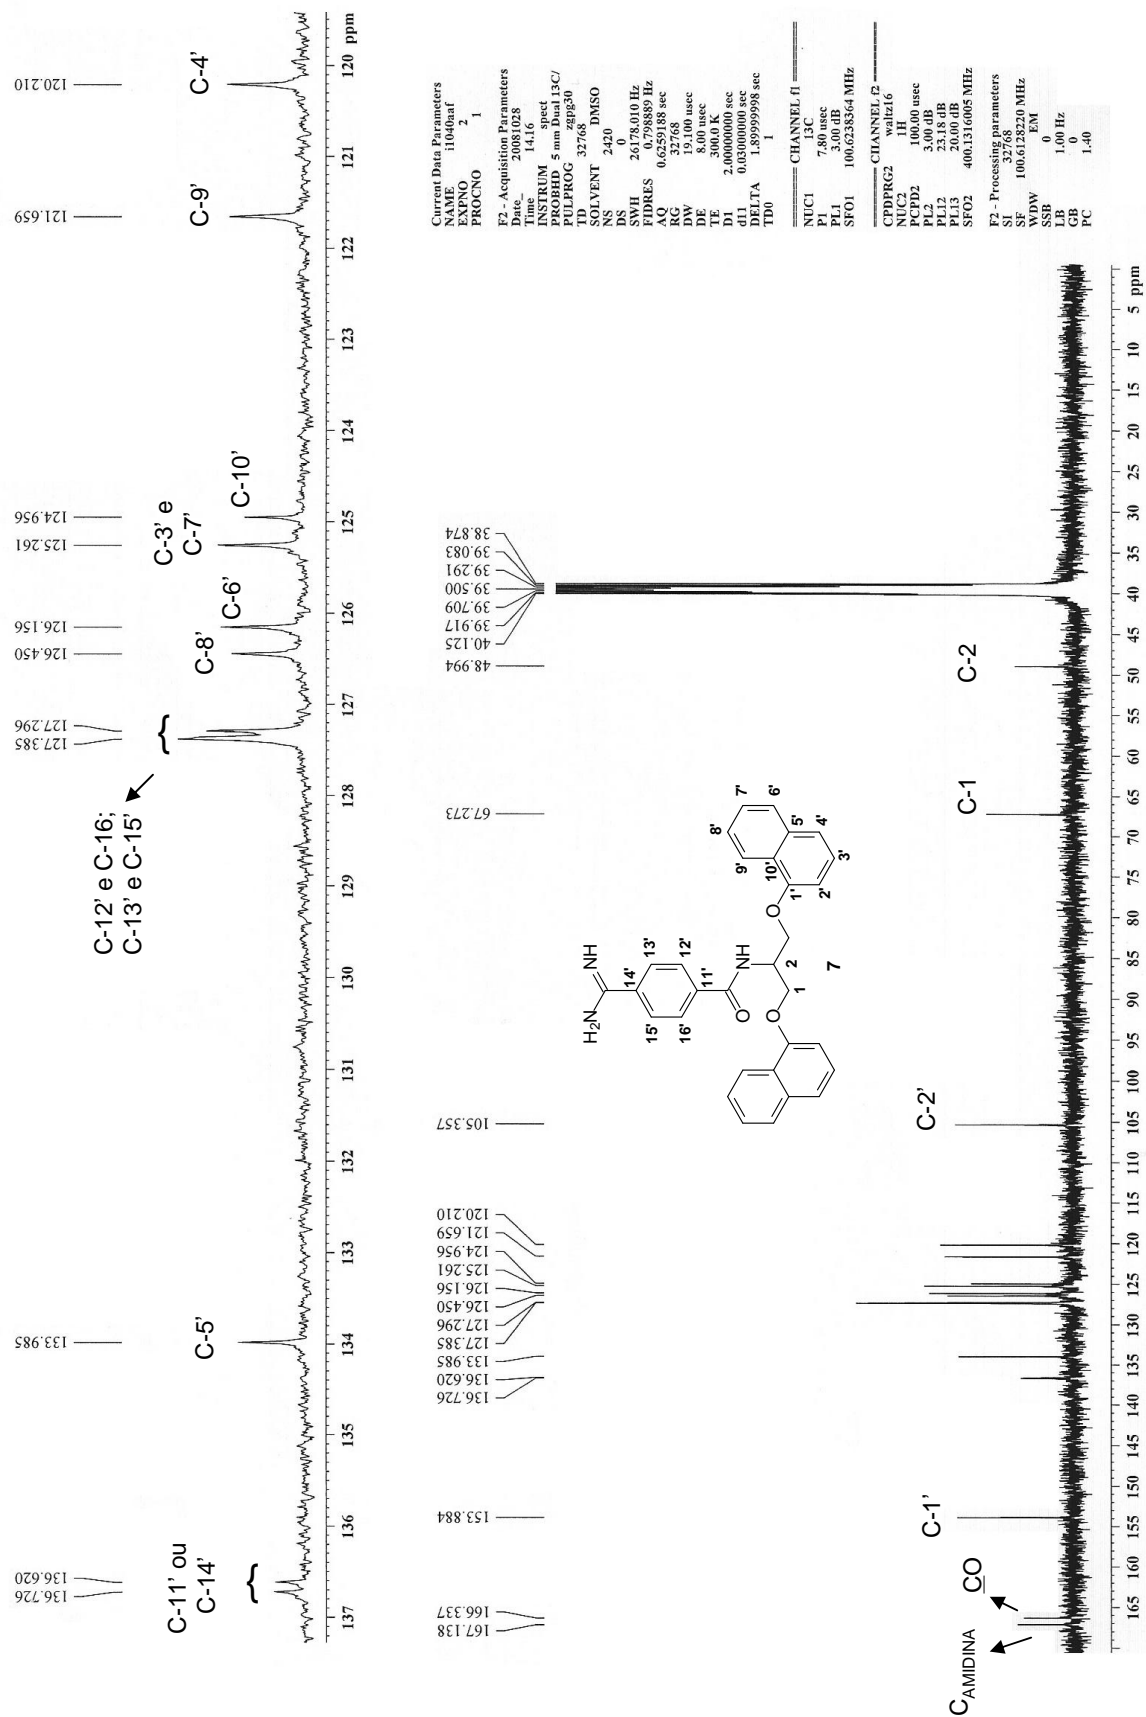 136.726
136.620
133.985
127.385
127.296
126.450
126.156
125.261
124.956
121.659
120.210
C-11' ou
C-14'
{
C-5'
C-12' e C-16;
C-13' e C-15'
{
C-8'
C-6'
C-3' e
C-7'
C-10'
C-9'
C-4'
137 136 135 134 133 132 131 130 129 128 127 126 125 124 123 122 121 120 ppm
167.138
166.337
153.884
136.726
136.620
133.985
127.385
127.296
126.450
126.156
125.261
124.956
121.659
120.210
105.357
67.273
48.994
40.125
39.917
39.709
39.500
39.291
39.083
38.874
H2N
NH
14'
15'
13'
16'
12'
11'
O
NH
2
1
7
O
O
1'
2'
3'
4'
5'
6'
7'
8'
9'
10'
CAMIDINA
CO
C-1'
C-2'
C-1
C-2
165 160 155 150 145 140 135 130 125 120 115 110 105 100 95 90 85 80 75 70 65 60 55 50 45 40 35 30 25 20 15 10 5 ppm
Current Data Parameters
NAME i1040aaf
EXPNO 2
PROCNO 1
F2 - Acquisition Parameters
Date_ 20081028
Time 14.16
INSTRUM spect
PROBHD 5 mm Dual 13C/
PULPROG zgpg30
TD 32768
SOLVENT DMSO
NS 2420
DS 0
SWH 26178.010 Hz
FIDRES 0.798889 Hz
AQ 0.6259188 sec
RG 32768
DW 19.100 usec
DE 8.00 usec
TE 300.0 K
D1 2.00000000 sec
d11 0.03000000 sec
DELTA 1.89999998 sec
TD0 1
======== CHANNEL f1 ========
NUC1 13C
P1 7.80 usec
PL1 3.00 dB
SFO1 100.6238364 MHz
======== CHANNEL f2 ========
CPDPRG2 waltz16
NUC2 1H
PCPD2 100.00 usec
PL2 3.00 dB
PL12 23.18 dB
PL13 20.00 dB
SFO2 400.1316005 MHz
F2 - Processing parameters
SI 32768
SF 100.6128220 MHz
WDW EM
SSB 0
LB 1.00 Hz
GB 0
PC 1.40